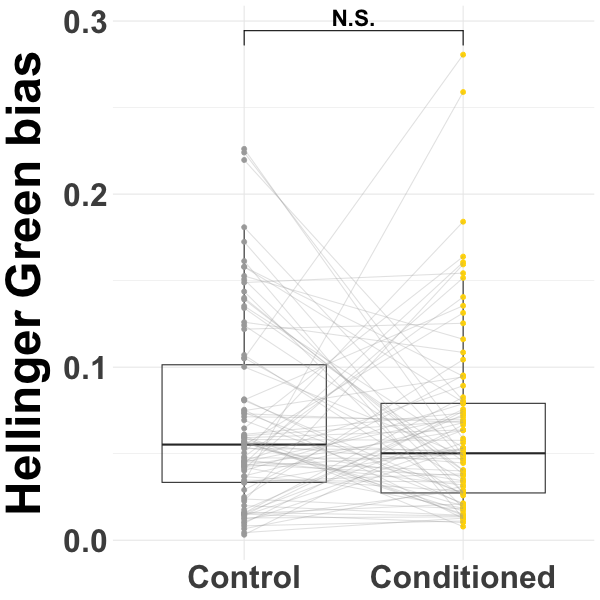 N.S.
Hellinger Green bias
0.3
0.2
0.1
0.0
Control
Conditioned